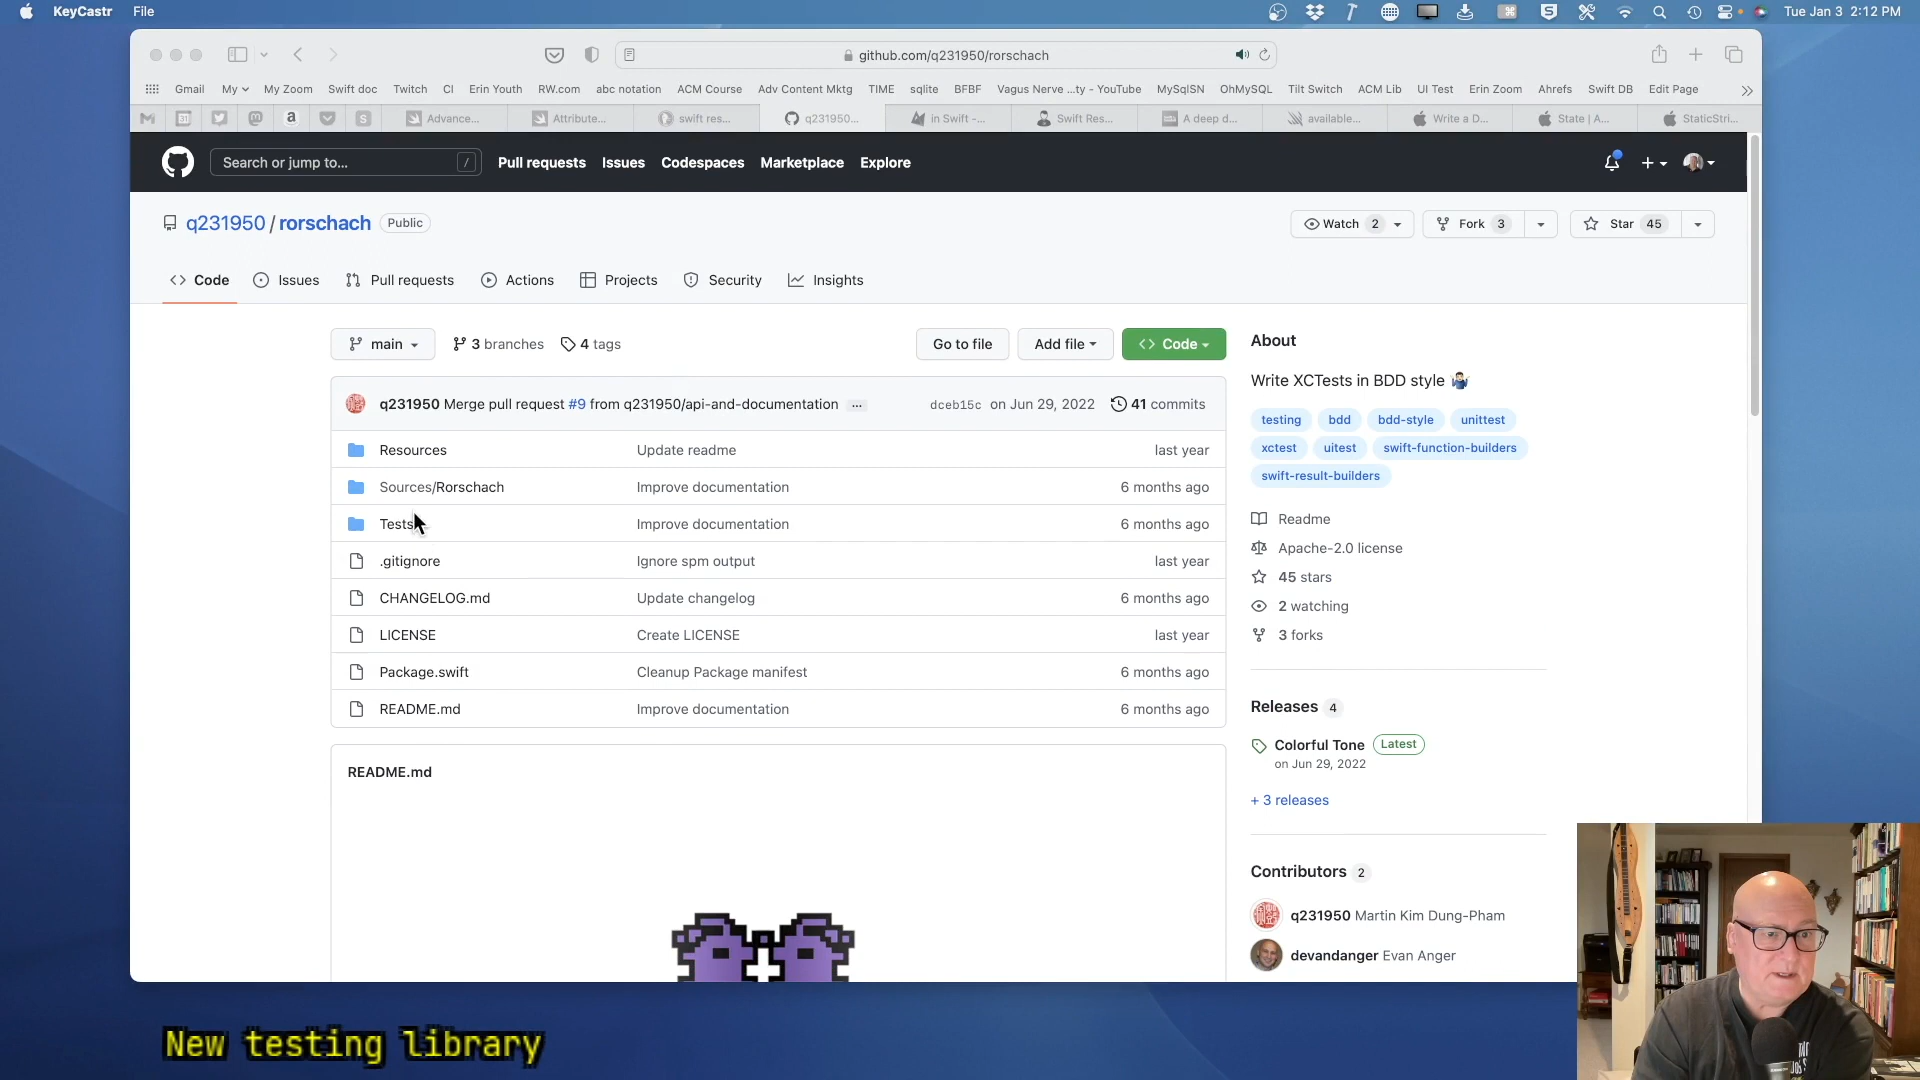 KeyCastr File
Tue Jan 3 2:12 PM
github.com/q231950/rorschach
Gmail My My Zoom Swift doc Twitch CI Erin Youth RW.com abc notation ACM Course Adv Content Mktg TIME sqlite BFBF Vagus Nerve ...ty - YouTube MySqlSN OhMySQL Tilt Switch ACM Lib UI Test Erin Zoom Ahrefs Swift DB Edit Page
31 a S Advance... Attribute... swift res... q231950... in Swift -... Swift Res... A deep d... available... Write a D... State | A... StaticStri...
Search or jump to... / Pull requests Issues Codespaces Marketplace Explore
q231950 / rorschach Public
Watch 2 Fork 3 Star 45
Code Issues Pull requests Actions Projects Security Insights
main 3 branches 4 tags Go to file Add file Code
q231950 Merge pull request #9 from q231950/api-and-documentation ... dceb15c on Jun 29, 2022 41 commits
Resources Update readme last year
Sources/Rorschach Improve documentation 6 months ago
Tests Improve documentation 6 months ago
.gitignore Ignore spm output last year
CHANGELOG.md Update changelog 6 months ago
LICENSE Create LICENSE last year
Package.swift Cleanup Package manifest 6 months ago
README.md Improve documentation 6 months ago
README.md
About
Write XCTests in BDD style 🤷🏻‍♂️
testing bdd bdd-style unittest
xctest uitest swift-function-builders
swift-result-builders
Readme
Apache-2.0 license
45 stars
2 watching
3 forks
Releases 4
Colorful Tone Latest
on Jun 29, 2022
+ 3 releases
Contributors 2
q231950 Martin Kim Dung-Pham
devandanger Evan Anger
New testing library